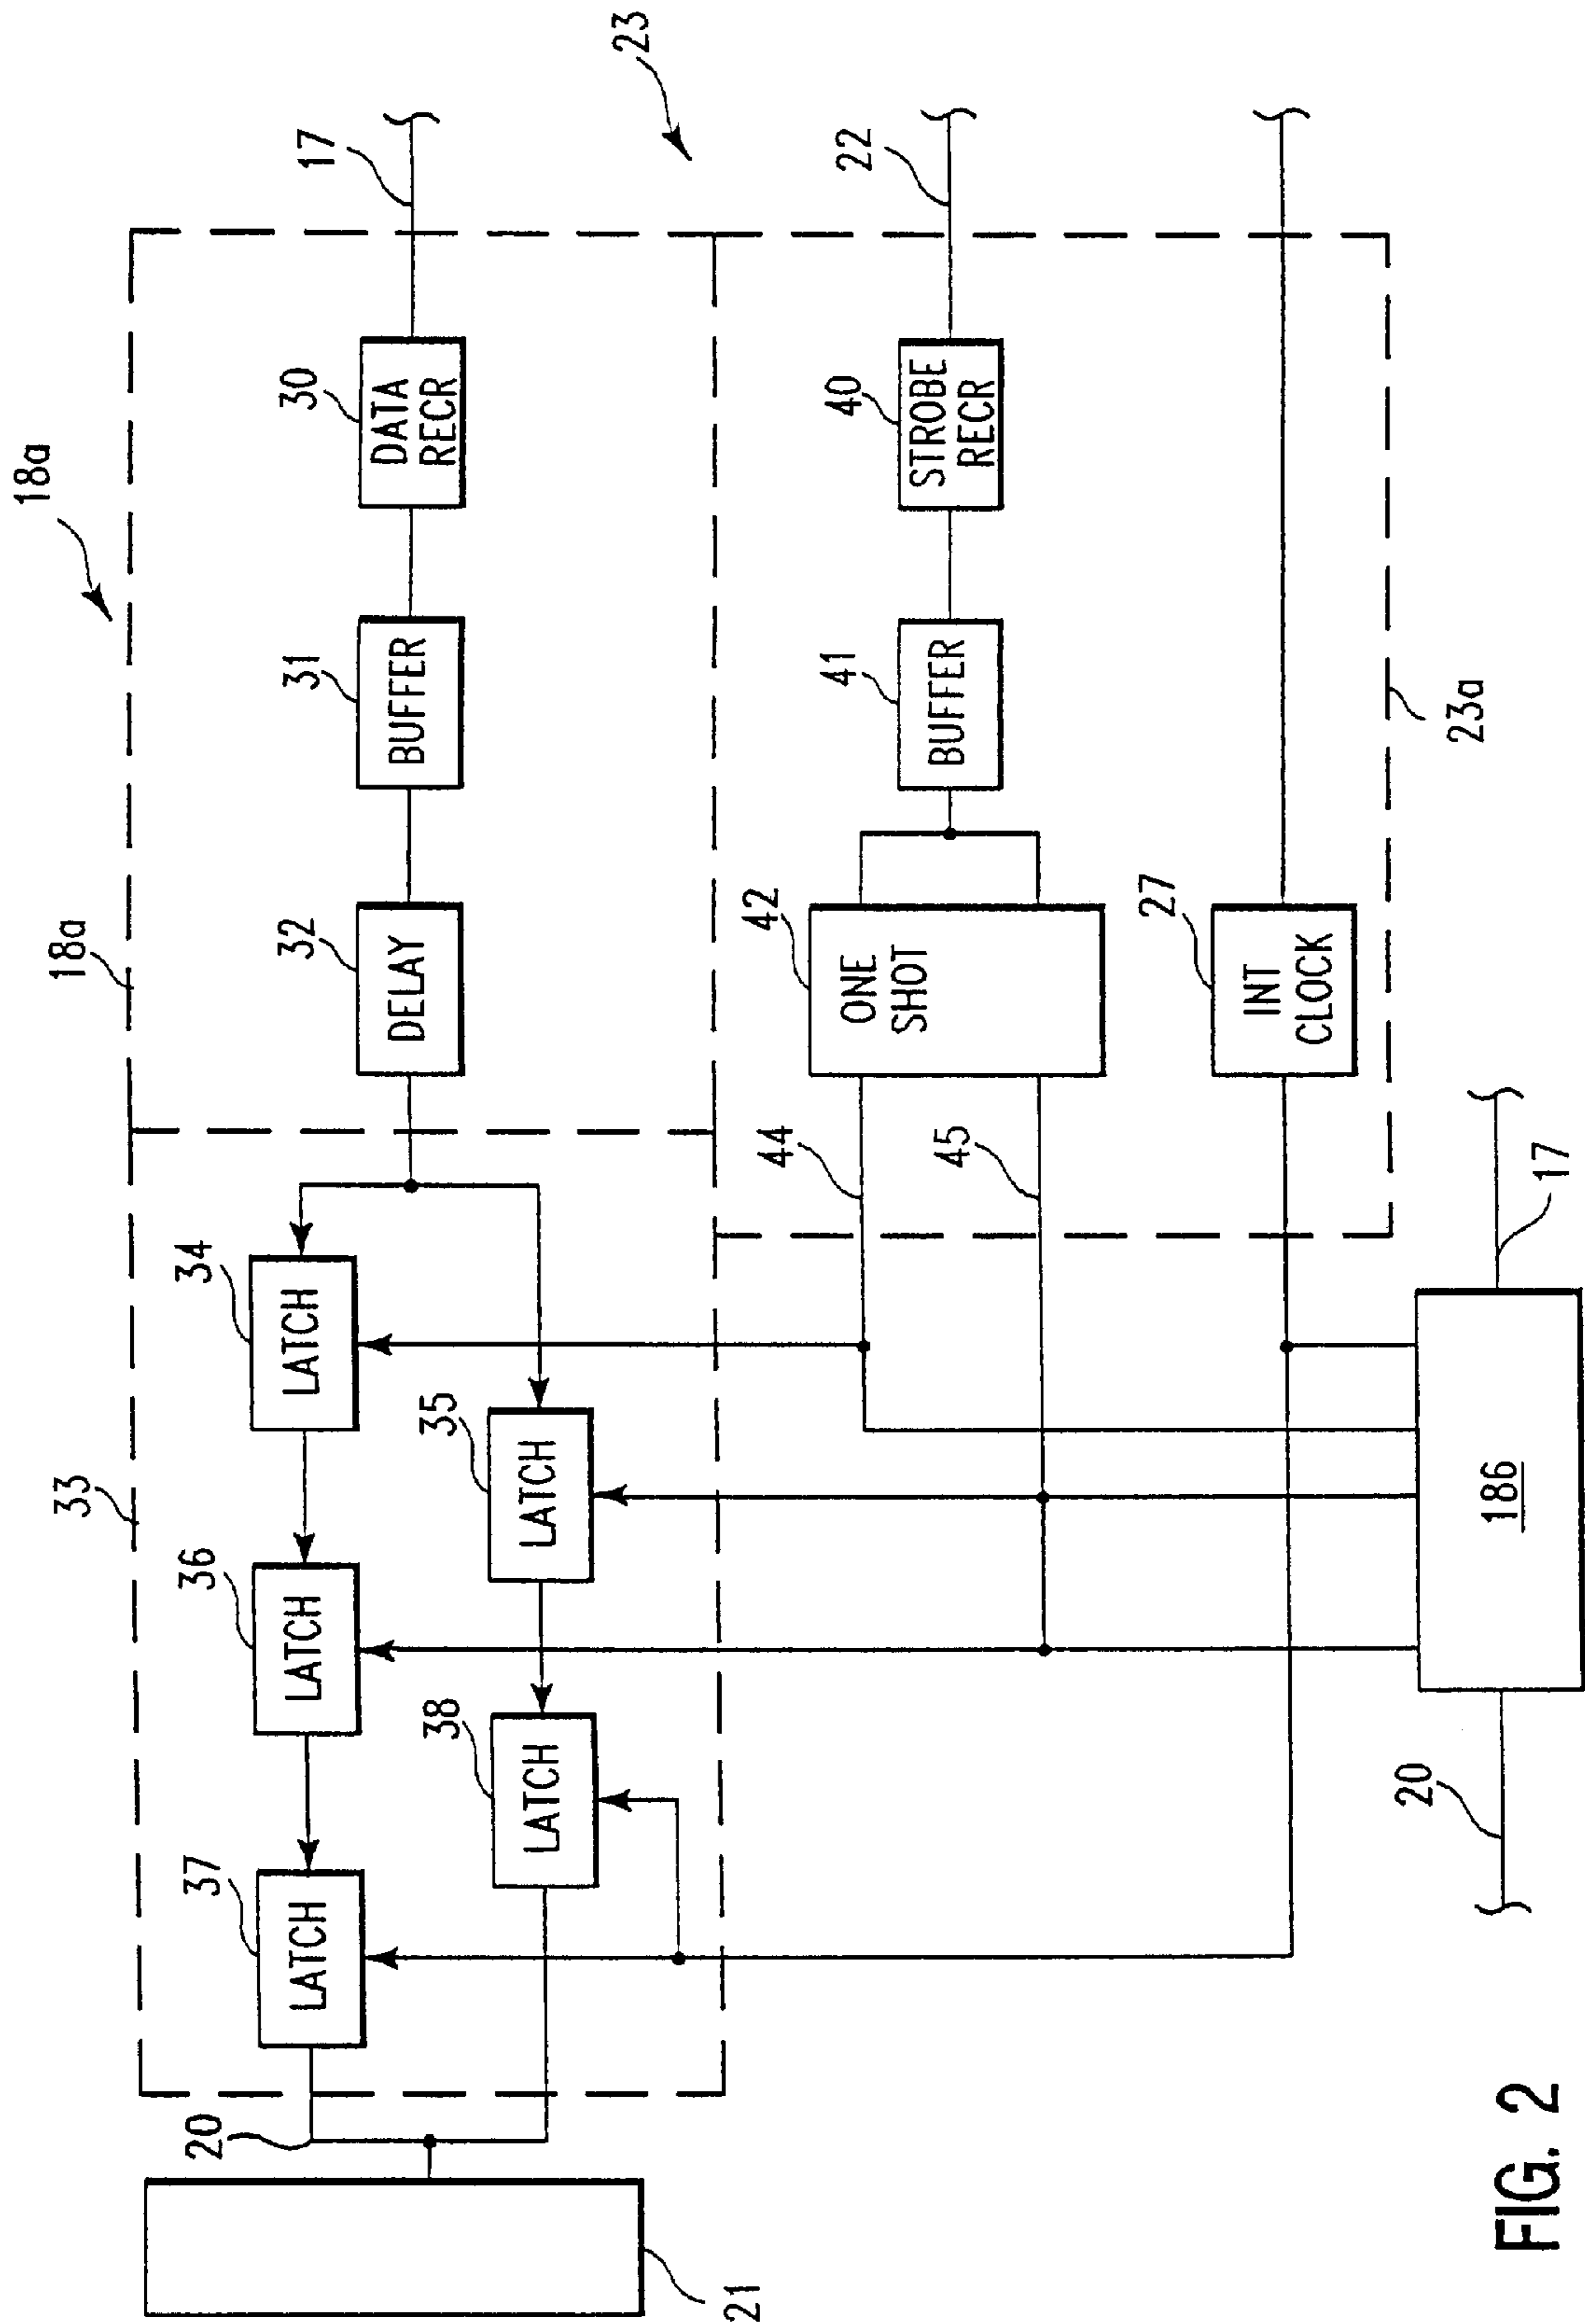 23
18a
18a
17
30
DATA
RECR
31
BUFFER
32
DELAY
33
34
LATCH
35
LATCH
36
LATCH
37
LATCH
38
LATCH
20
21
22
40
STROBE
RECR
41
BUFFER
42
ONE
SHOT
44
45
27
INT
CLOCK
23a
17
186
20
FIG. 2